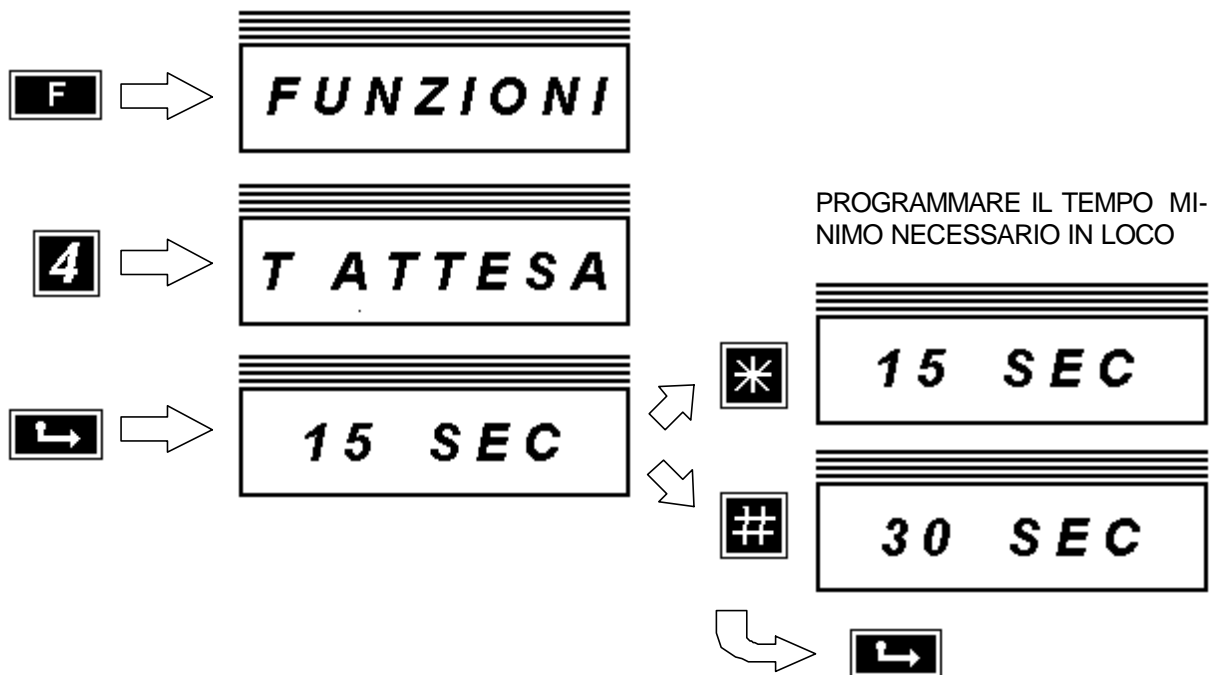 F
FUNZIONI
4
T ATTESA
15 SEC
PROGRAMMARE IL TEMPO MI-
NIMO NECESSARIO IN LOCO
*
15 SEC
#
30 SEC